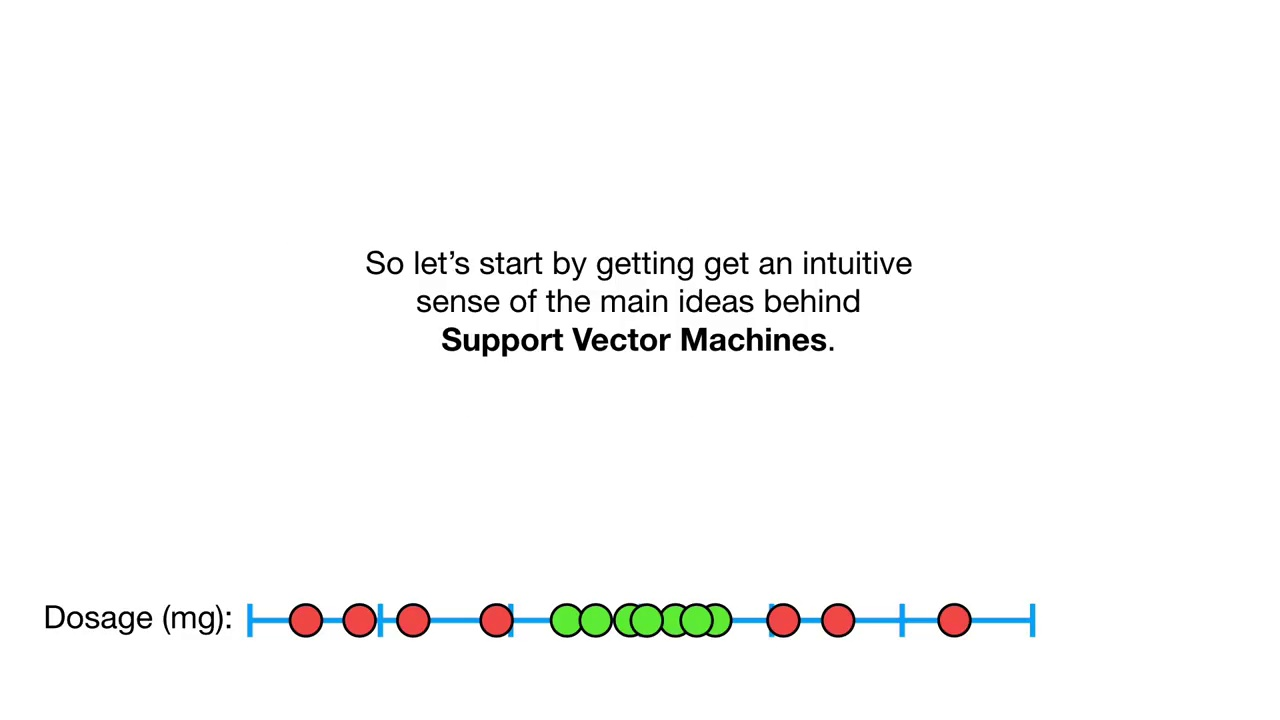 So let’s start by getting get an intuitive
sense of the main ideas behind
Support Vector Machines.
Dosage (mg):